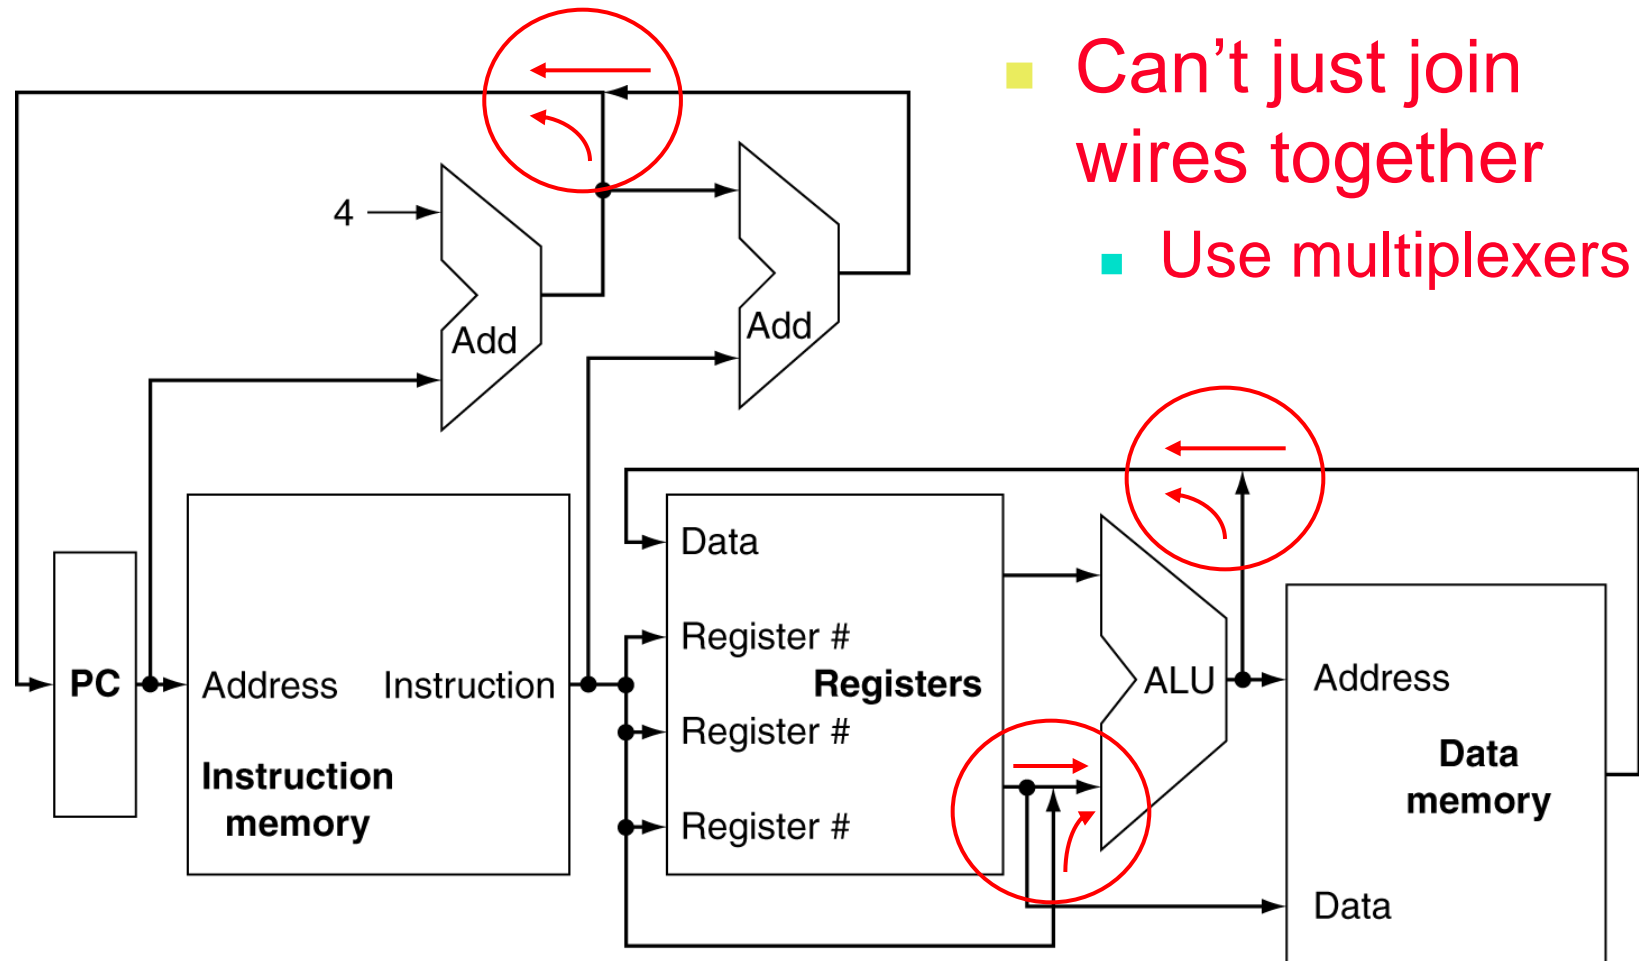 Can’t just join
wires together
Use multiplexers
4
Add
Add
Data
Register #
PC
Address
Instruction
Registers
ALU
Address
Register #
Instruction
memory
Data
memory
Register #
Data